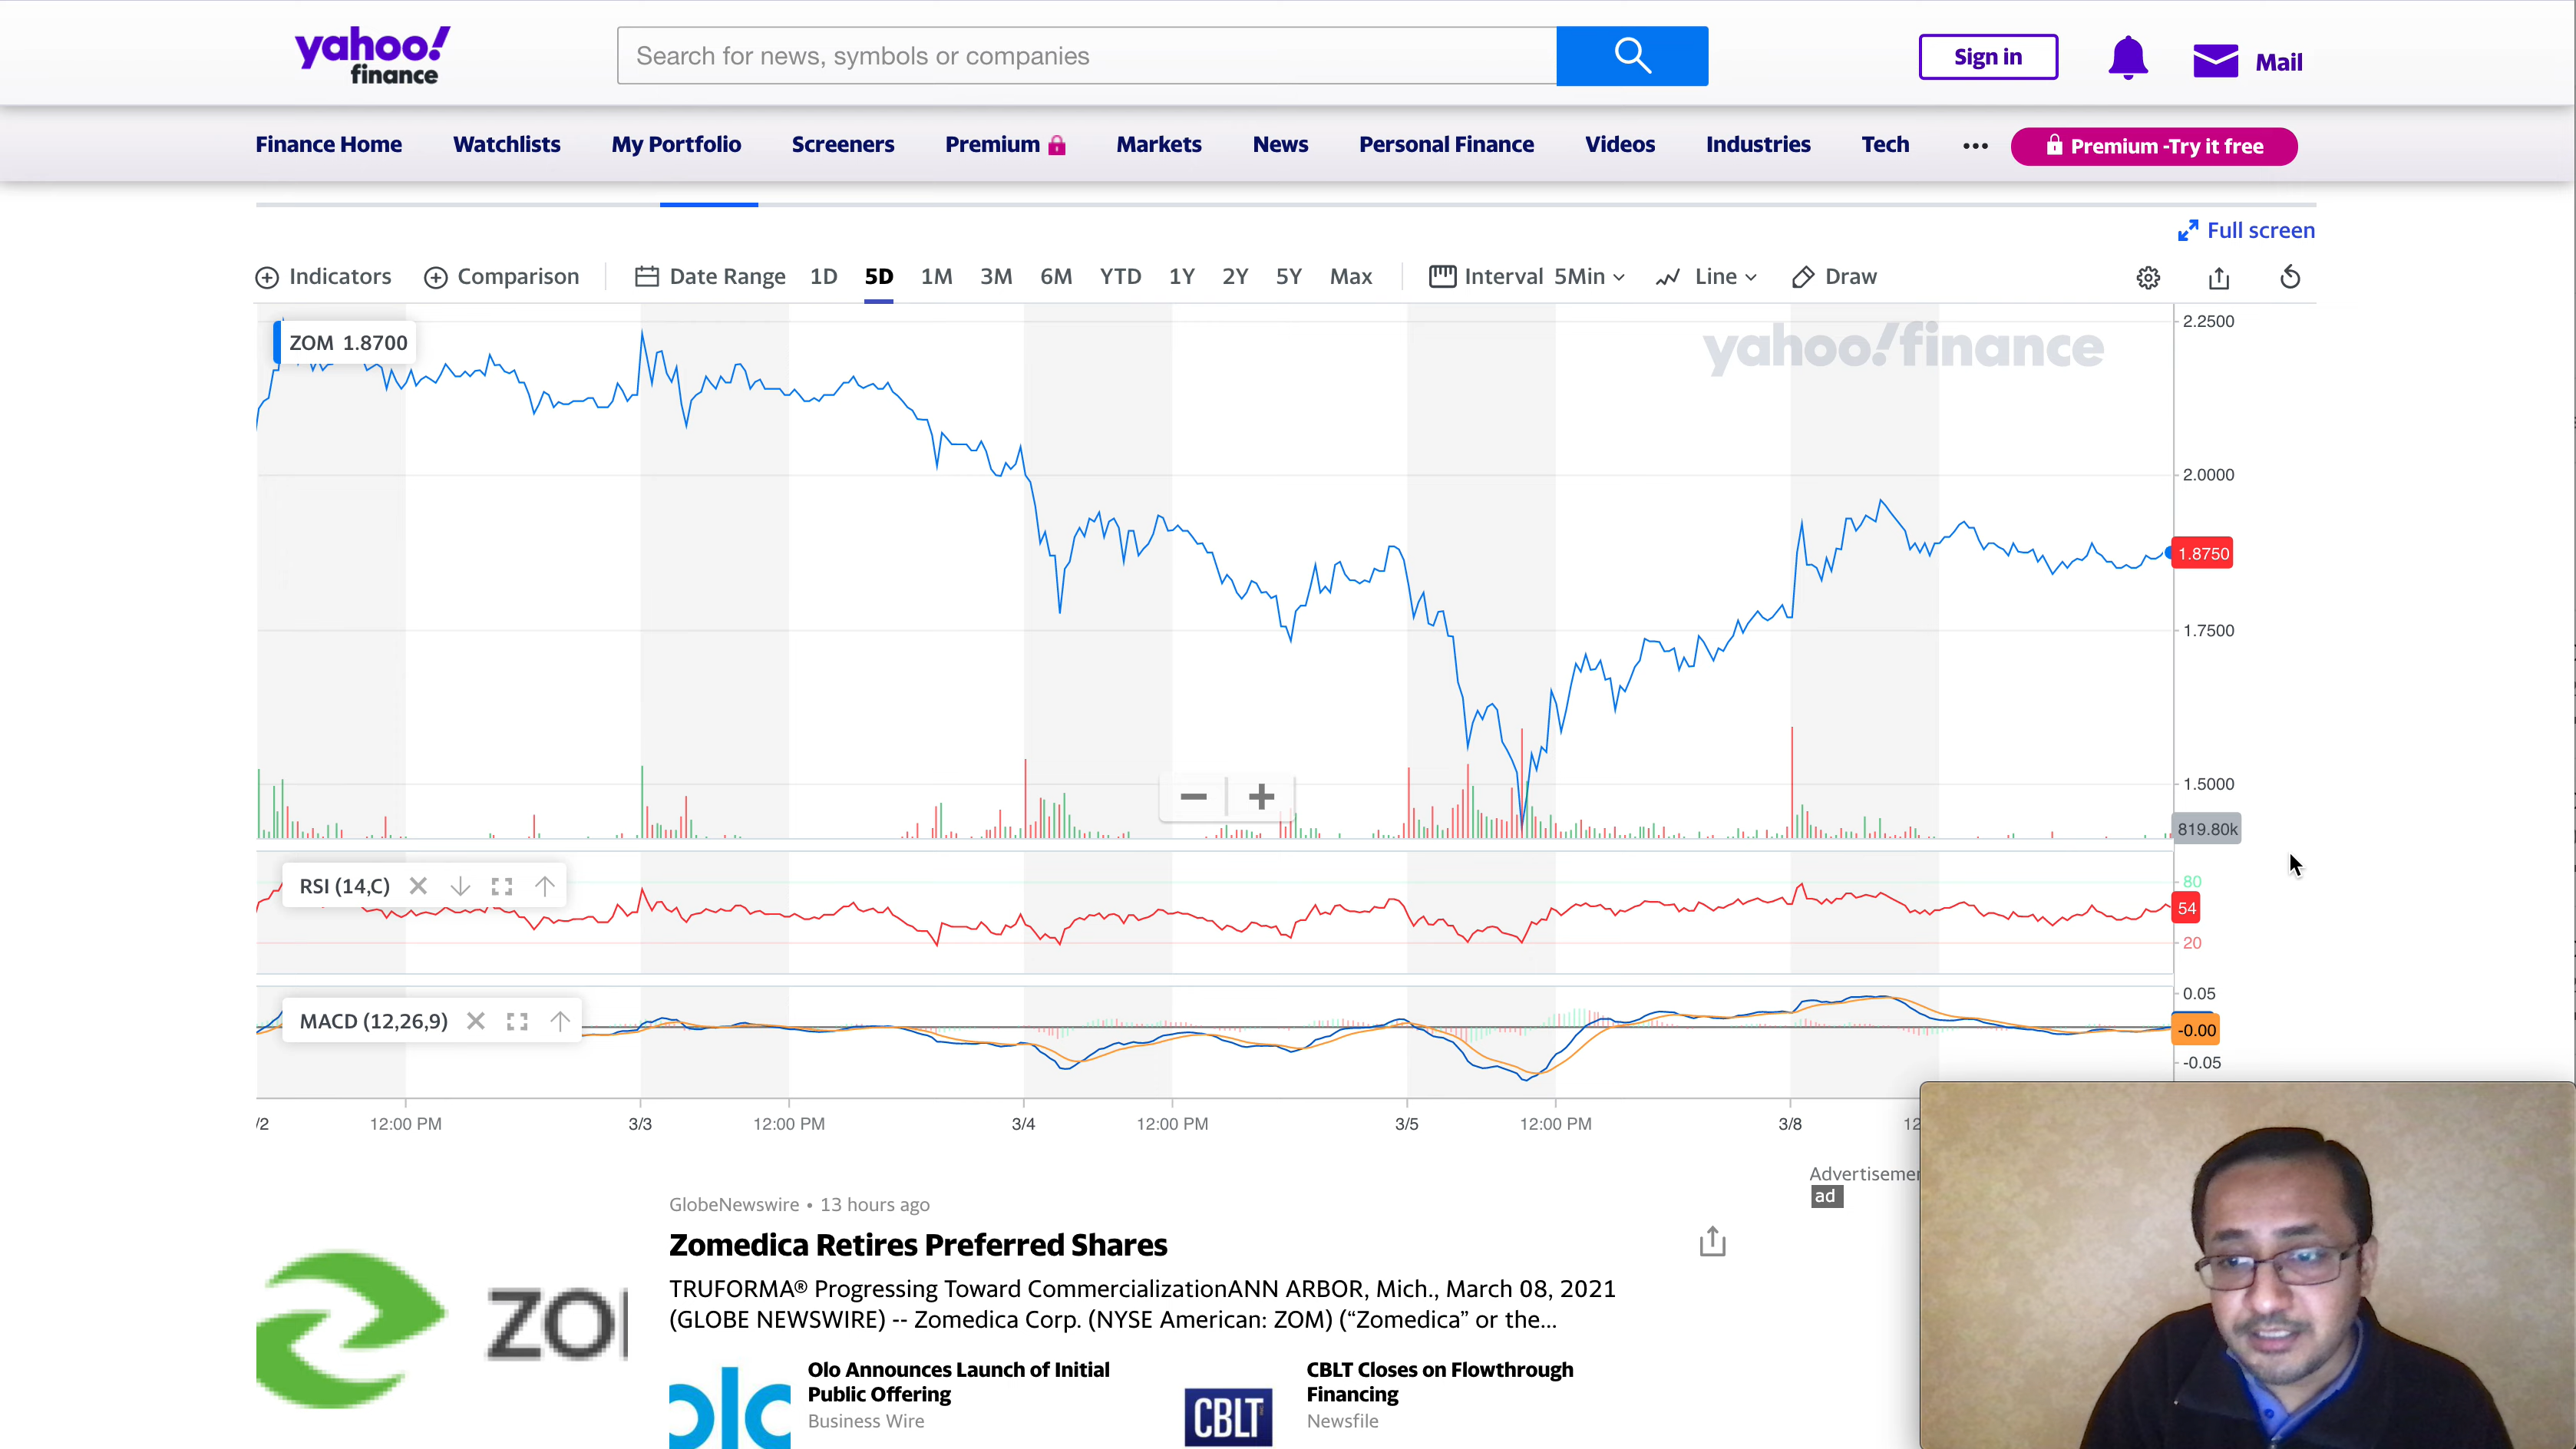 yahoo!
finance
Search for news, symbols or companies
Sign in
Mail
Finance Home
Watchlists
My Portfolio
Screeners
Premium
Markets
News
Personal Finance
Videos
Industries
Tech
Premium -Try it free
Full screen
Indicators
Comparison
Date Range
1D
5D
1M
3M
6M
YTD
1Y
2Y
5Y
Max
Interval 5Min
Line
Draw
ZOM 1.8700
yahoo!finance
2.2500
2.0000
1.8750
1.7500
1.5000
819.80k
RSI (14,C)
80
54
20
MACD (12,26,9)
0.05
-0.00
-0.05
/2
12:00 PM
3/3
12:00 PM
3/4
12:00 PM
3/5
12:00 PM
3/8
12
Advertisemen
ad
GlobeNewswire • 13 hours ago
Zomedica Retires Preferred Shares
TRUFORMA® Progressing Toward CommercializationANN ARBOR, Mich., March 08, 2021
(GLOBE NEWSWIRE) -- Zomedica Corp. (NYSE American: ZOM) (“Zomedica” or the...
ZO
olo
Olo Announces Launch of Initial
Public Offering
Business Wire
CBLT
CBLT Closes on Flowthrough
Financing
Newsfile